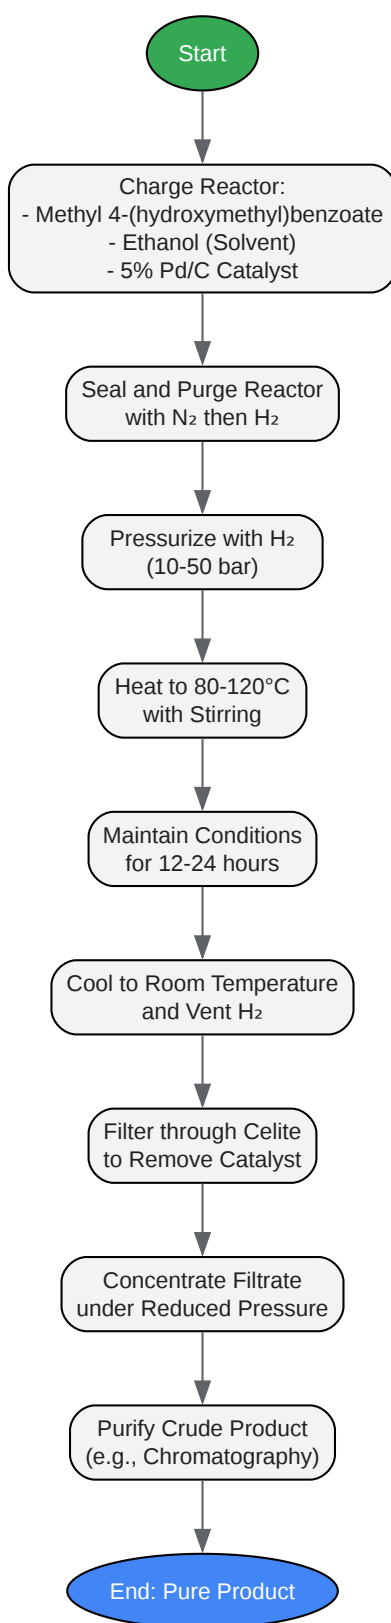 Start
Charge Reactor:
- Methyl 4-(hydroxymethyl)benzoate
- Ethanol (Solvent)
- 5% Pd/C Catalyst
Seal and Purge Reactor
with N₂ then H₂
Pressurize with H₂
(10-50 bar)
Heat to 80-120°C
with Stirring
Maintain Conditions
for 12-24 hours
Cool to Room Temperature
and Vent H₂
Filter through Celite
to Remove Catalyst
Concentrate Filtrate
under Reduced Pressure
Purify Crude Product
(e.g., Chromatography)
End: Pure Product